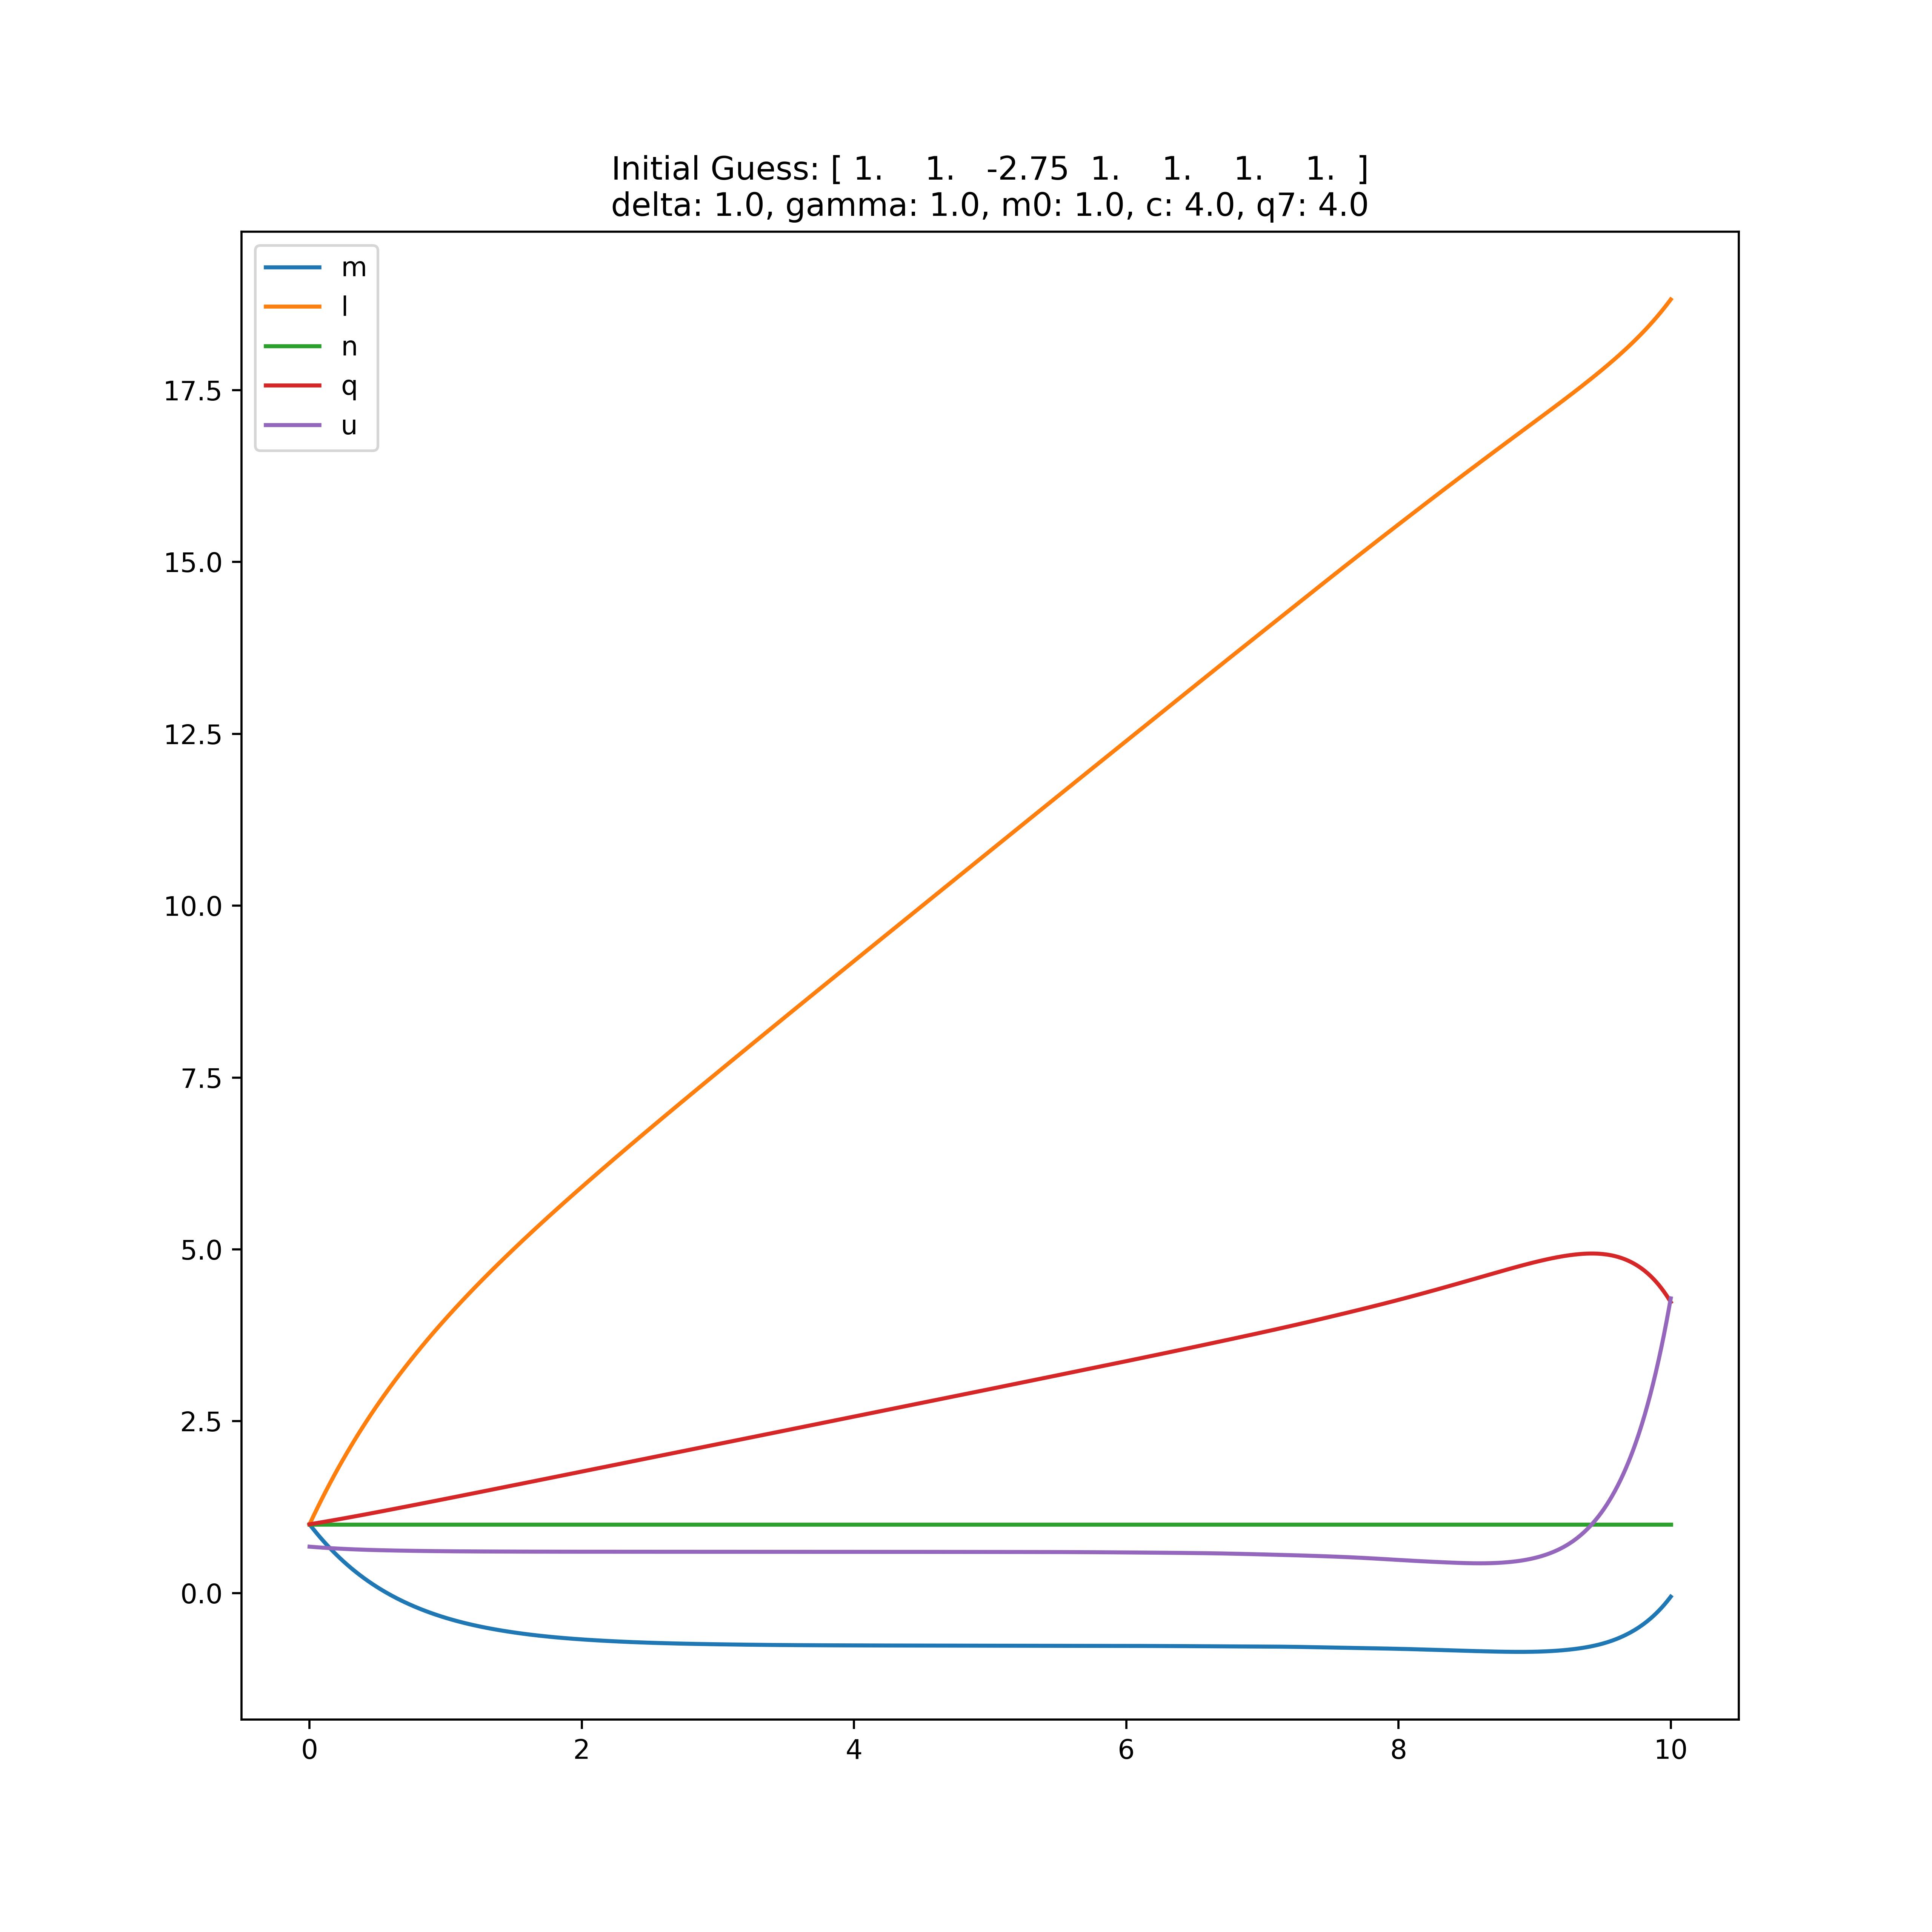 Initial Guess: [ 1. 1. -2.75 1. 1. 1. 1. ]
delta: 1.0, gamma: 1.0, m0: 1.0, c: 4.0, q7: 4.0
m
l
n
q
u
17.5
15.0
12.5
10.0
7.5
5.0
2.5
0.0
0 2 4 6 8 10